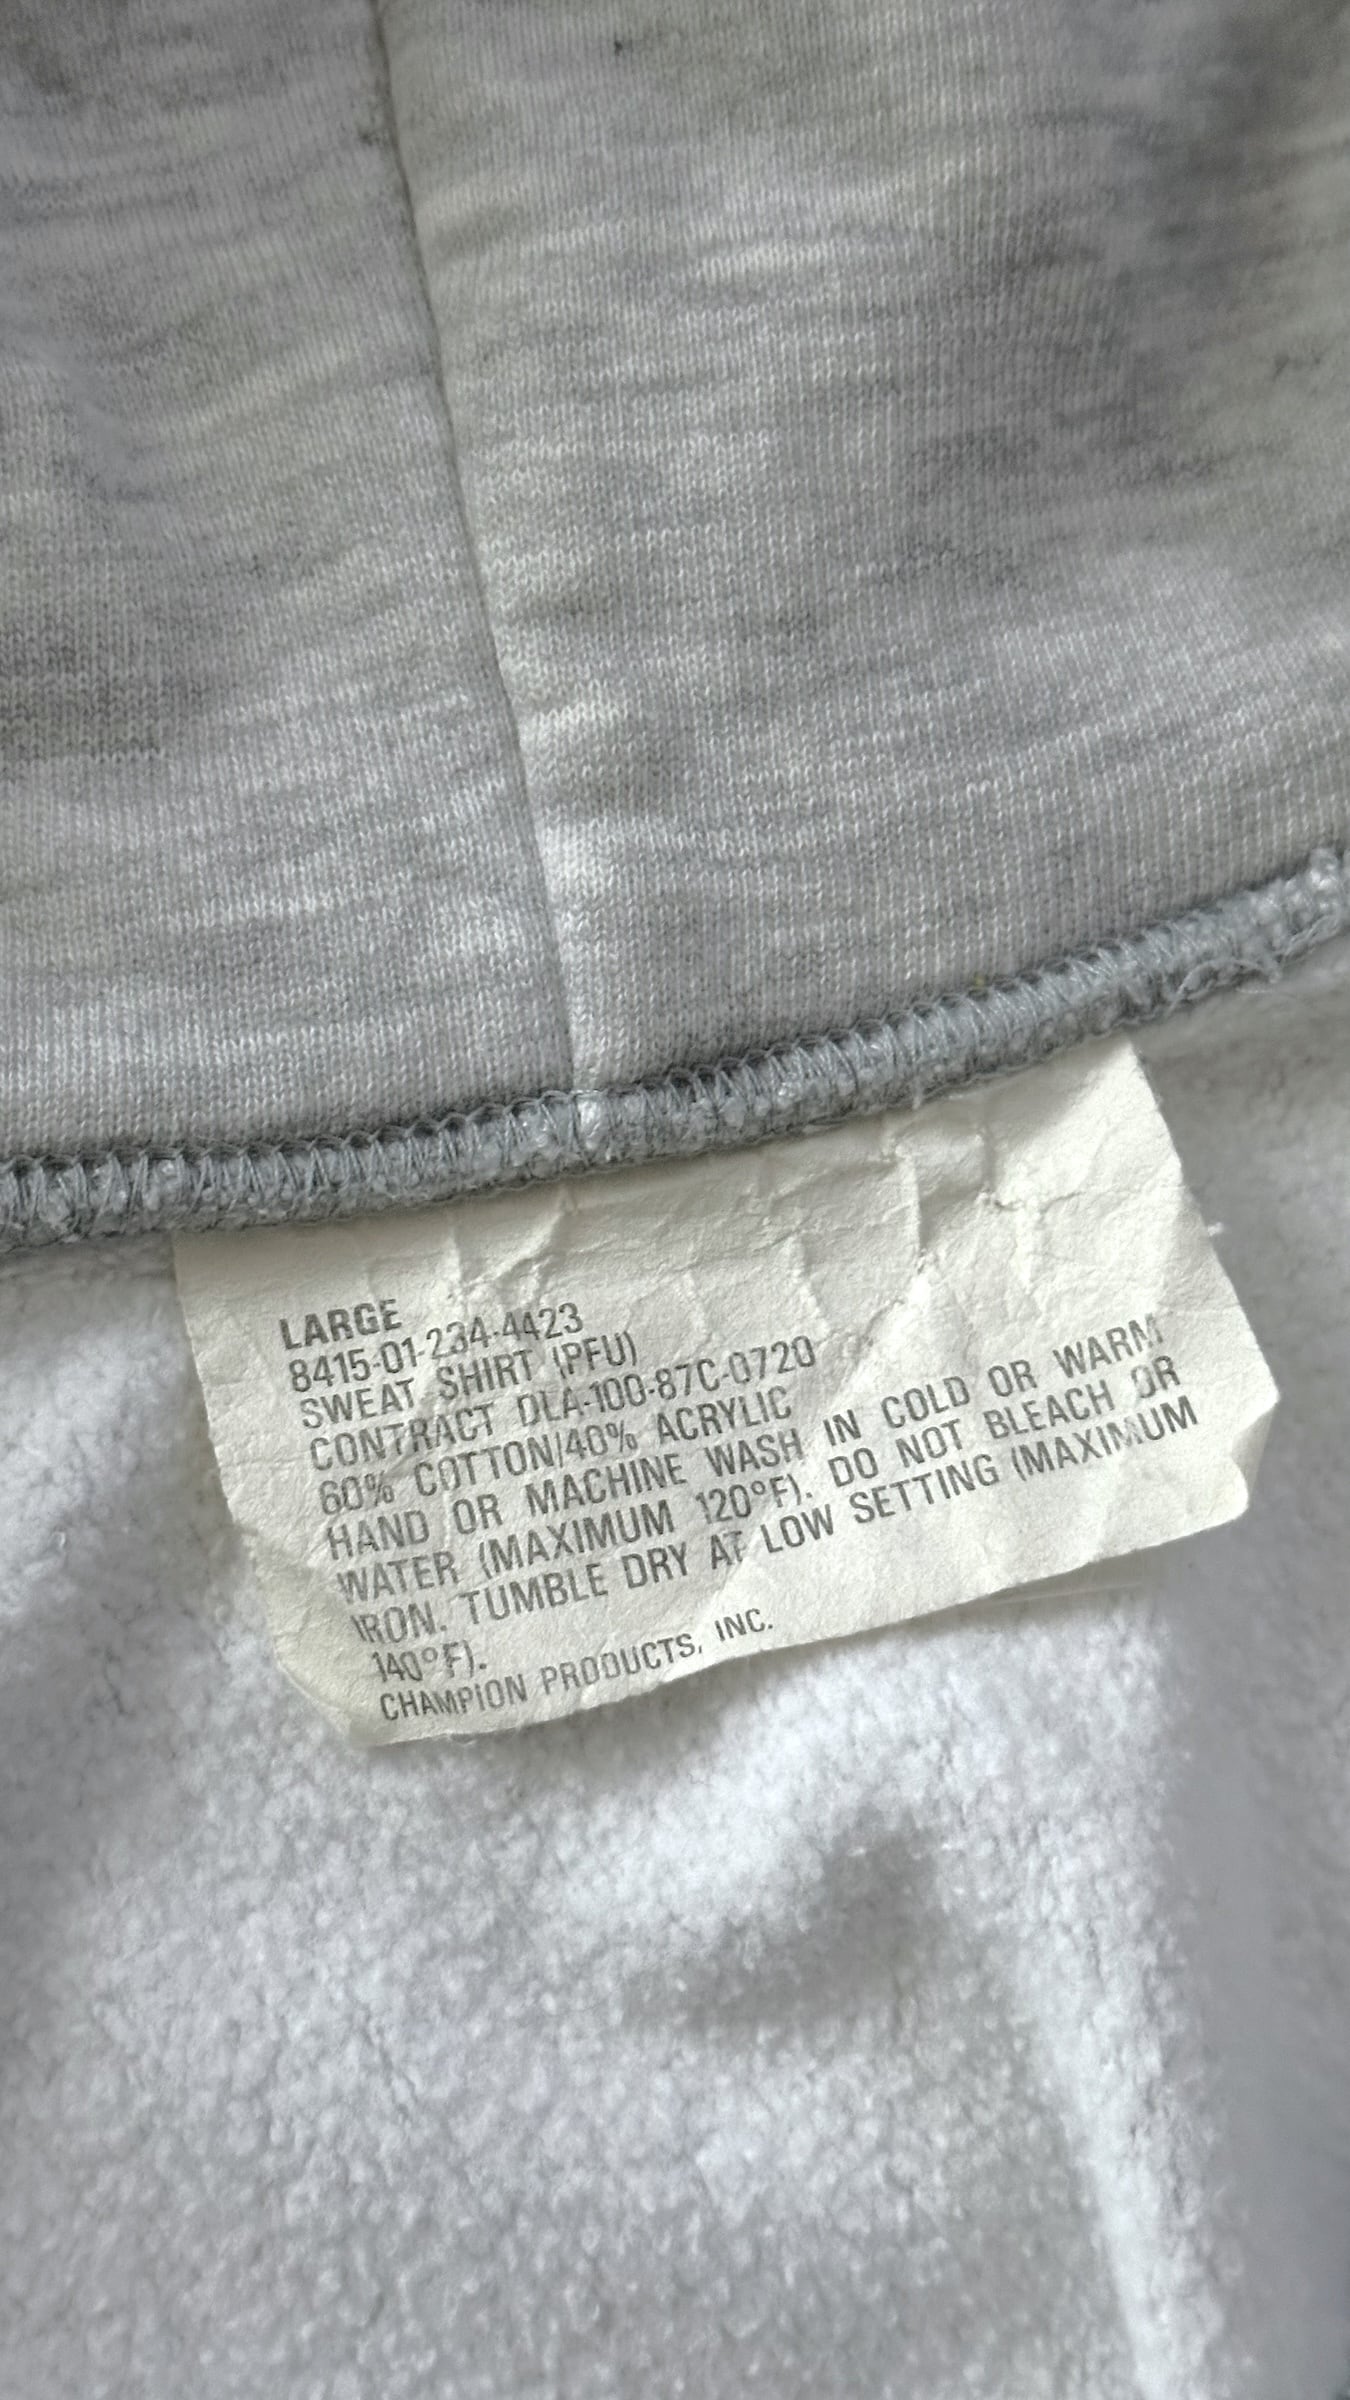 LARGE
8415-01-234-4423
SWEAT SHIRT (PFU)
CONTRACT DLA-100-87C-0720
60% COTTON/40% ACRYLIC
HAND OR MACHINE WASH IN COLD OR WARM
WATER (MAXIMUM 120°F). DO NOT BLEACH OR
IRON. TUMBLE DRY AT LOW SETTING (MAXIMUM
140°F).
CHAMPION PRODUCTS, INC.